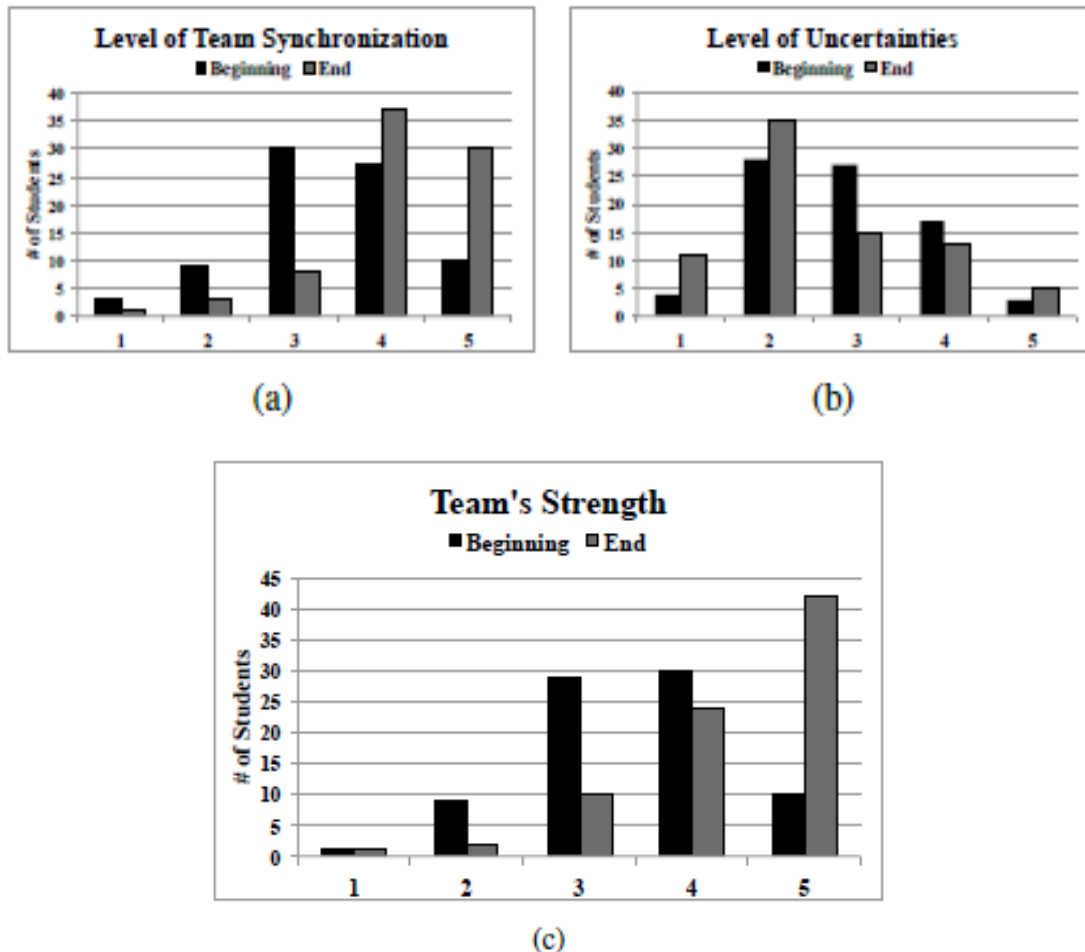 Level of Team Synchronization
Beginning End
# of Students
40
35
30
25
20
15
10
5
0
1 2 3 4 5
(a)
Level of Uncertainties
Beginning End
# of Students
40
35
30
25
20
15
10
5
0
1 2 3 4 5
(b)
Team's Strength
Beginning End
# of Students
45
40
35
30
25
20
15
10
5
0
1 2 3 4 5
(c)